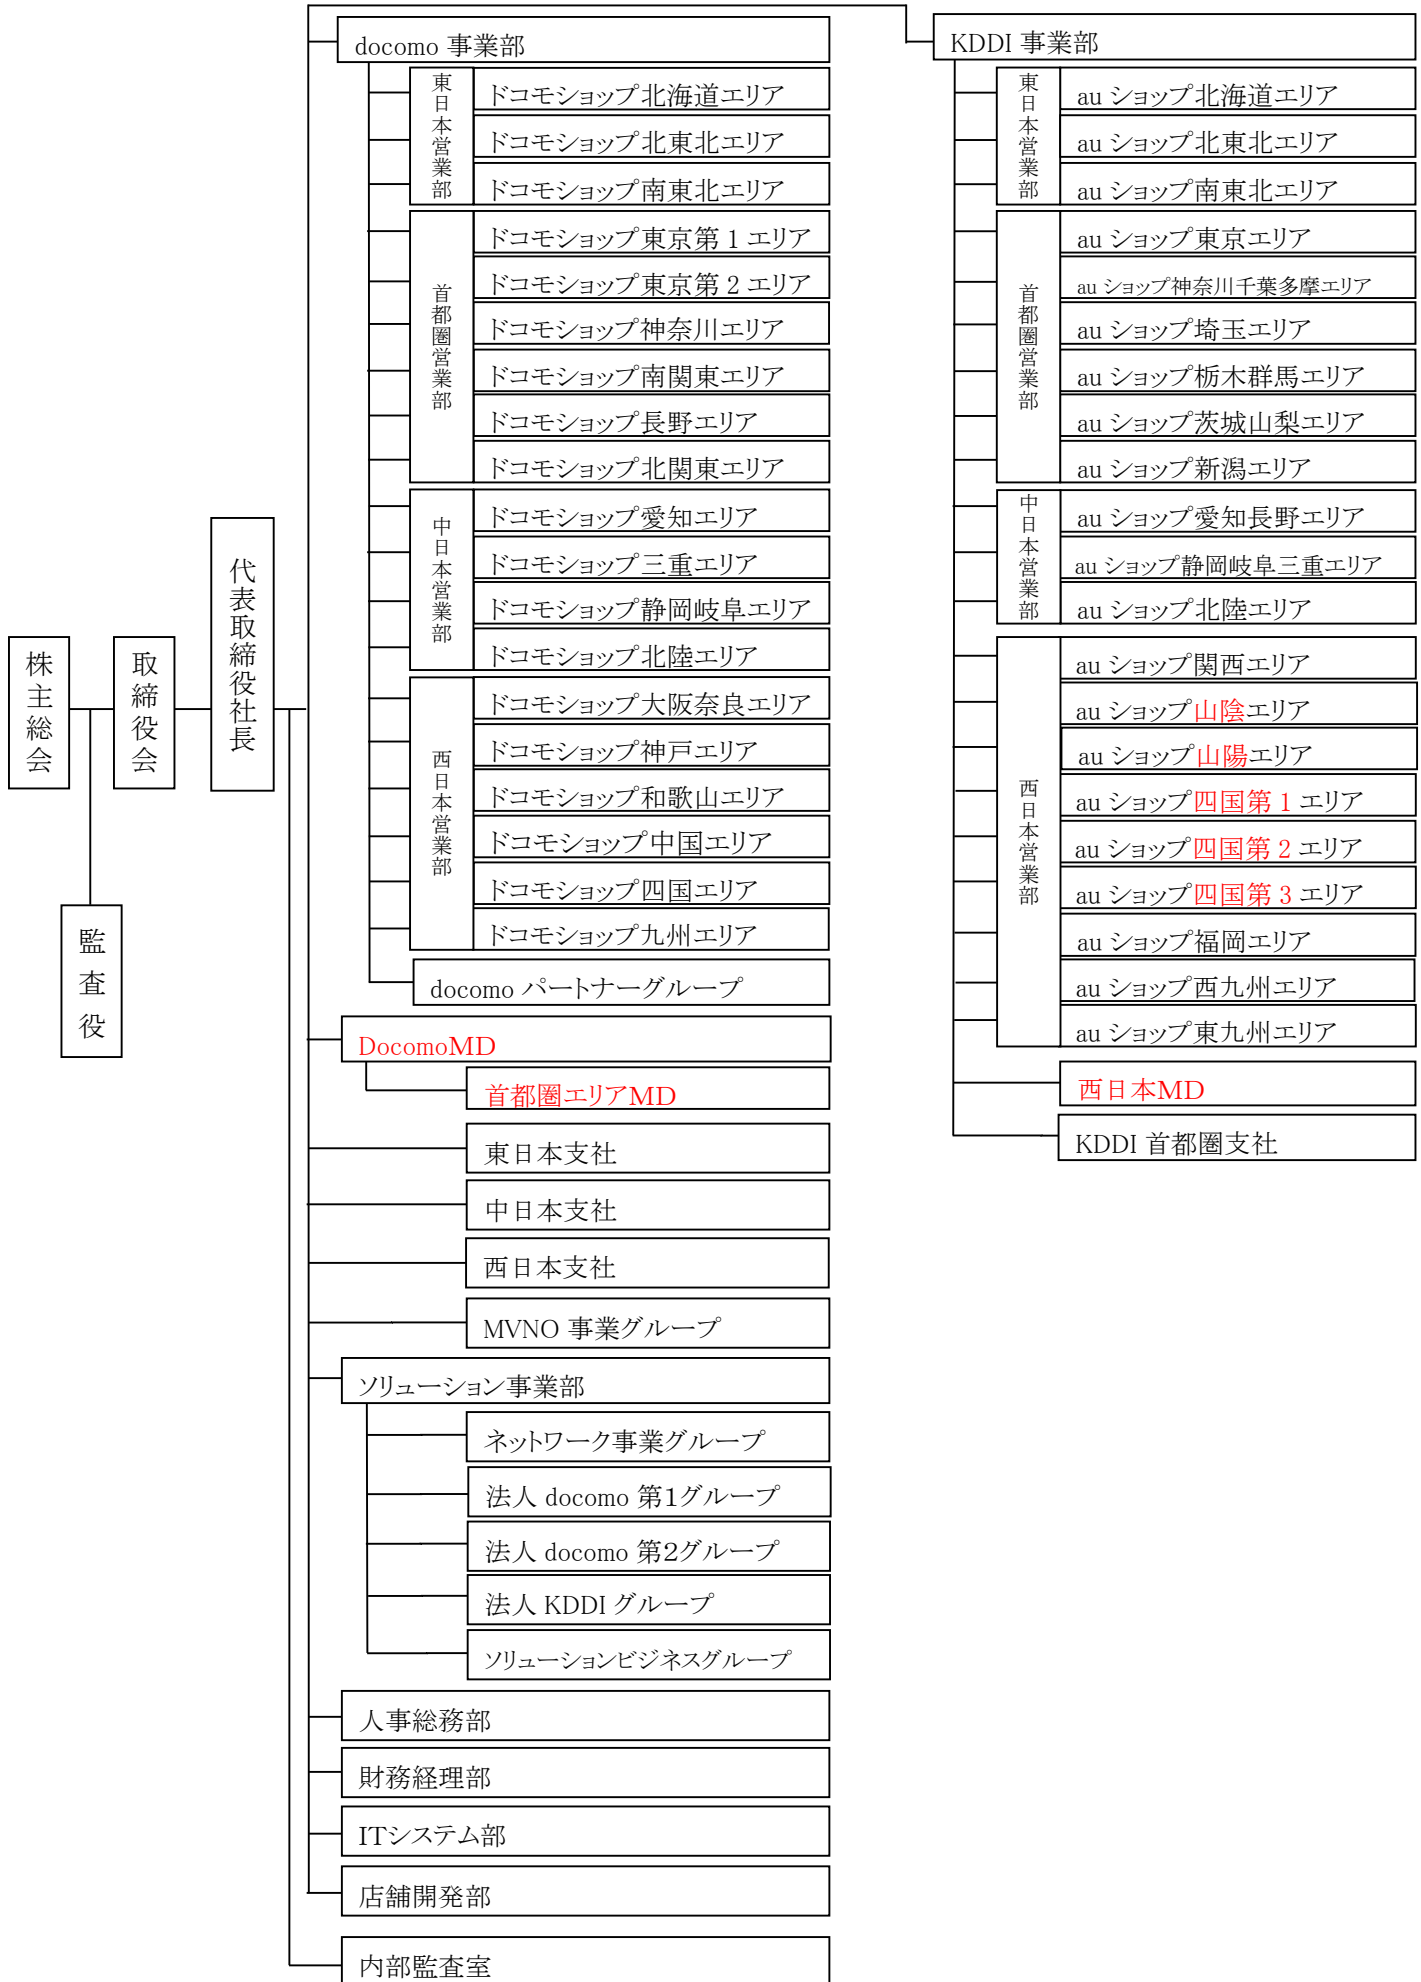 株主総会
監査役
取締役会
代表取締役社長
docomo 事業部
東日本営業部
ドコモショップ北海道エリア
ドコモショップ北東北エリア
ドコモショップ南東北エリア
首都圏営業部
ドコモショップ東京第 1 エリア
ドコモショップ東京第 2 エリア
ドコモショップ神奈川エリア
ドコモショップ南関東エリア
ドコモショップ長野エリア
ドコモショップ北関東エリア
中日本営業部
ドコモショップ愛知エリア
ドコモショップ三重エリア
ドコモショップ静岡岐阜エリア
ドコモショップ北陸エリア
西日本営業部
ドコモショップ大阪奈良エリア
ドコモショップ神戸エリア
ドコモショップ和歌山エリア
ドコモショップ中国エリア
ドコモショップ四国エリア
ドコモショップ九州エリア
docomo パートナーグループ
DocomoMD
首都圏エリアMD
東日本支社
中日本支社
西日本支社
MVNO 事業グループ
ソリューション事業部
ネットワーク事業グループ
法人 docomo 第1グループ
法人 docomo 第2グループ
法人 KDDI グループ
ソリューションビジネスグループ
人事総務部
財務経理部
ITシステム部
店舗開発部
内部監査室
KDDI 事業部
東日本営業部
au ショップ北海道エリア
au ショップ北東北エリア
au ショップ南東北エリア
首都圏営業部
au ショップ東京エリア
au ショップ神奈川千葉多摩エリア
au ショップ埼玉エリア
au ショップ栃木群馬エリア
au ショップ茨城山梨エリア
au ショップ新潟エリア
中日本営業部
au ショップ愛知長野エリア
au ショップ静岡岐阜三重エリア
au ショップ北陸エリア
西日本営業部
au ショップ関西エリア
au ショップ山陰エリア
au ショップ山陽エリア
au ショップ四国第 1 エリア
au ショップ四国第 2 エリア
au ショップ四国第 3 エリア
au ショップ福岡エリア
au ショップ西九州エリア
au ショップ東九州エリア
西日本MD
KDDI 首都圏支社